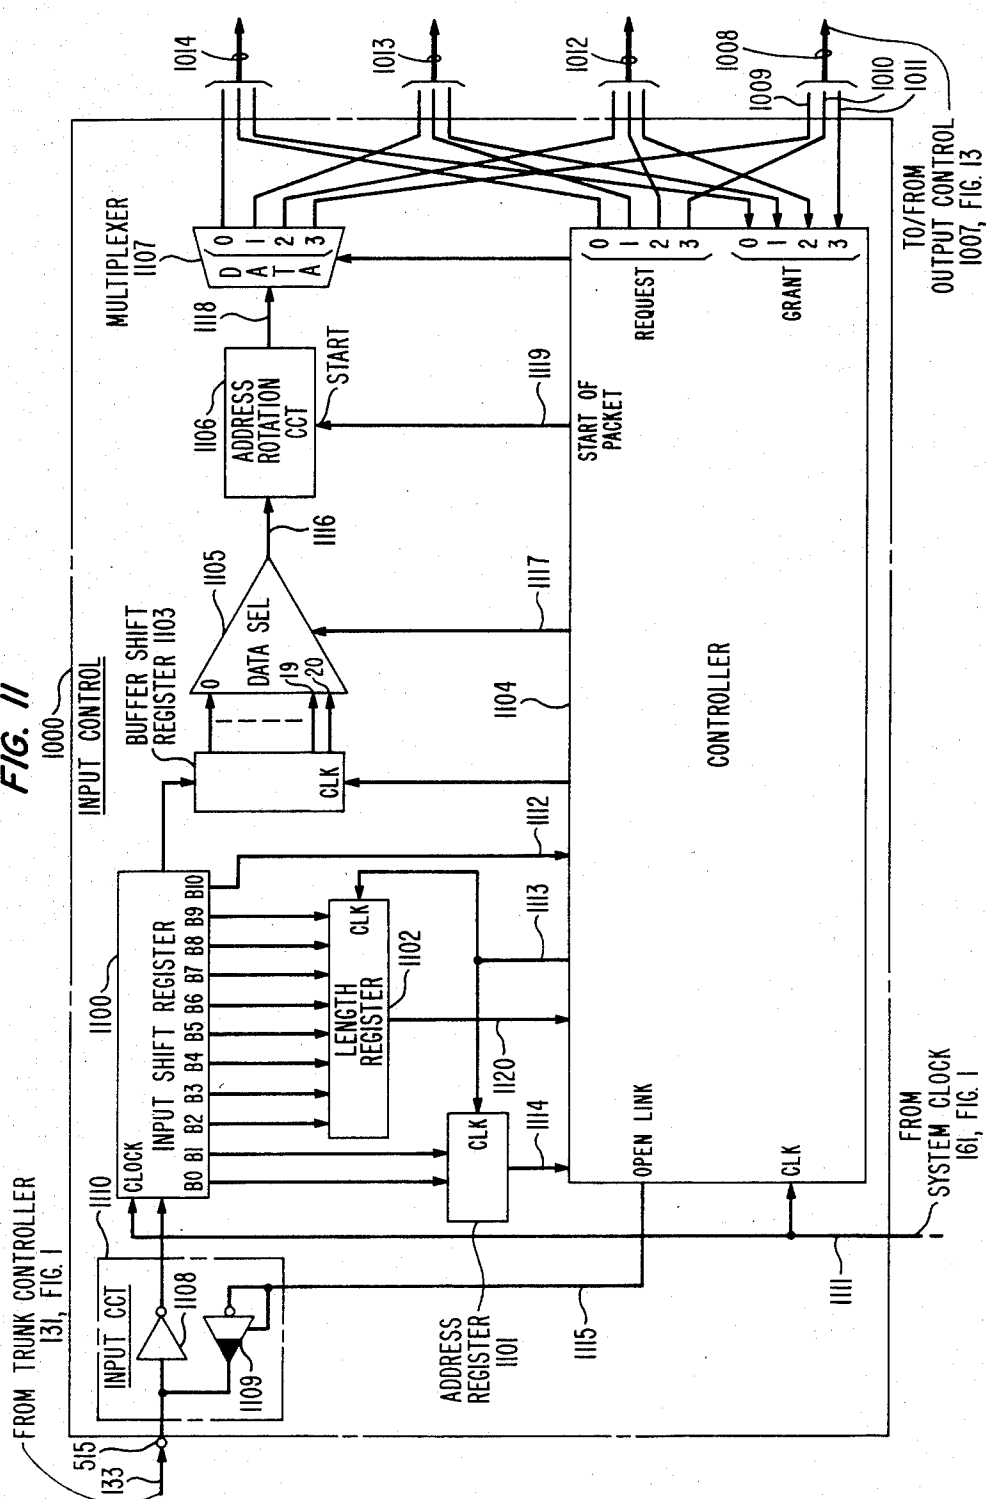 FIG. 11
1000
INPUT CONTROL
FROM TRUNK CONTROLLER
131, FIG. 1
133
515
INPUT CCT
1110
1108
1109
1100
CLOCK
INPUT SHIFT REGISTER
B0 B1 B2 B3 B4 B5 B6 B7 B8 B9 B10
BUFFER SHIFT
REGISTER 1103
CLK
0
19
20
DATA SEL
1105
1116
1106
ADDRESS
ROTATION
CCT
START
1118
MULTIPLEXER
1107
DATA
0
1
2
3
1014
1013
1012
1008
1009
1010
1011
CLK
LENGTH
REGISTER
1102
CLK
ADDRESS
REGISTER
1101
1114
1120
1113
1112
1104
1117
1119
START OF
PACKET
REQUEST
0
1
2
3
GRANT
0
1
2
3
OPEN LINK
CLK
CONTROLLER
1115
1111
FROM
SYSTEM CLOCK
161, FIG. 1
TO/FROM
OUTPUT CONTROL
1007, FIG. 13